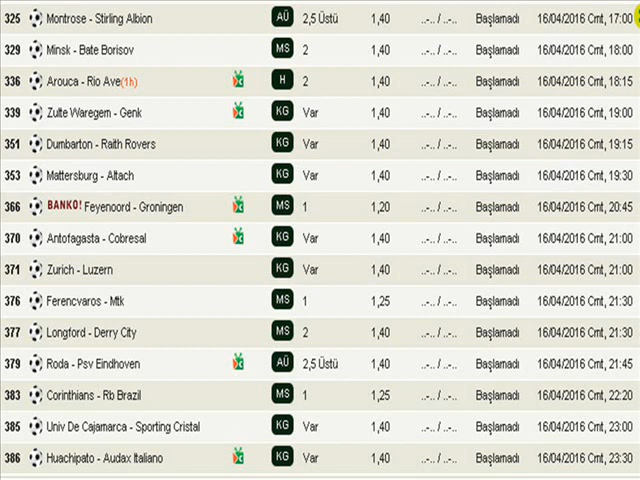 325 Montrose - Stirling Albion AÜ 2,5 Üstü 1,40 ..-.. / ..-.. Başlamadı 16/04/2016 Cmt, 17:00
329 Minsk - Bate Borisov MS 2 1,40 ..-.. / ..-.. Başlamadı 16/04/2016 Cmt, 18:00
336 Arouca - Rio Ave(1h) H 2 1,40 ..-.. / ..-.. Başlamadı 16/04/2016 Cmt, 18:15
339 Zulte Waregem - Genk KG Var 1,40 ..-.. / ..-.. Başlamadı 16/04/2016 Cmt, 19:00
351 Dumbarton - Raith Rovers KG Var 1,40 ..-.. / ..-.. Başlamadı 16/04/2016 Cmt, 19:15
353 Mattersburg - Altach KG Var 1,40 ..-.. / ..-.. Başlamadı 16/04/2016 Cmt, 19:30
366 BANKO! Feyenoord - Groningen MS 1 1,20 ..-.. / ..-.. Başlamadı 16/04/2016 Cmt, 20:45
370 Antofagasta - Cobresal KG Var 1,40 ..-.. / ..-.. Başlamadı 16/04/2016 Cmt, 21:00
371 Zurich - Luzern KG Var 1,40 ..-.. / ..-.. Başlamadı 16/04/2016 Cmt, 21:00
376 Ferencvaros - Mtk MS 1 1,25 ..-.. / ..-.. Başlamadı 16/04/2016 Cmt, 21:30
377 Longford - Derry City MS 2 1,40 ..-.. / ..-.. Başlamadı 16/04/2016 Cmt, 21:30
379 Roda - Psv Eindhoven AÜ 2,5 Üstü 1,40 ..-.. / ..-.. Başlamadı 16/04/2016 Cmt, 21:45
383 Corinthians - Rb Brazil MS 1 1,25 ..-.. / ..-.. Başlamadı 16/04/2016 Cmt, 22:20
385 Univ De Cajamarca - Sporting Cristal KG Var 1,40 ..-.. / ..-.. Başlamadı 16/04/2016 Cmt, 23:00
386 Huachipato - Audax Italiano KG Var 1,40 ..-.. / ..-.. Başlamadı 16/04/2016 Cmt, 23:30